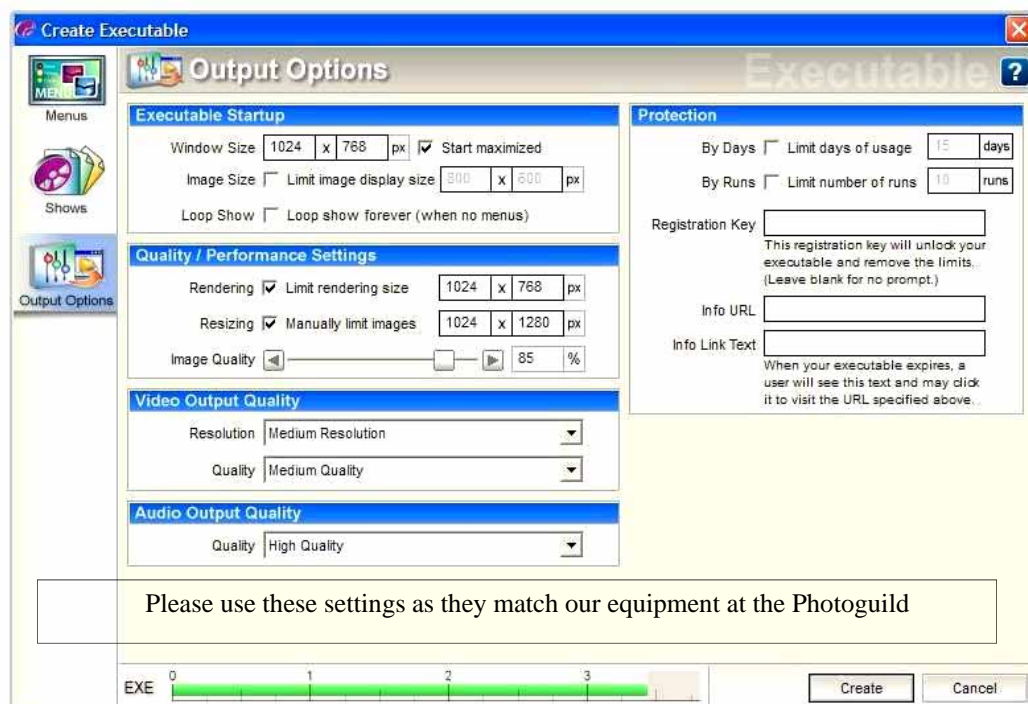 Create Executable
MENU
Menus
Shows
Output Options
Output Options
Executable
?
Executable Startup
Window Size 1024 x 768 px Start maximized
Image Size Limit image display size 800 x 600 px
Loop Show Loop show forever (when no menus)
Quality / Performance Settings
Rendering Limit rendering size 1024 x 768 px
Resizing Manually limit images 1024 x 1280 px
Image Quality 85 %
Video Output Quality
Resolution Medium Resolution
Quality Medium Quality
Audio Output Quality
Quality High Quality
Protection
By Days Limit days of usage 15 days
By Runs Limit number of runs 10 runs
Registration Key
This registration key will unlock your
executable and remove the limits.
(Leave blank for no prompt.)
Info URL
Info Link Text
When your executable expires, a
user will see this text and may click
it to visit the URL specified above.
Please use these settings as they match our equipment at the Photoguild
EXE 0 1 2 3
Create Cancel